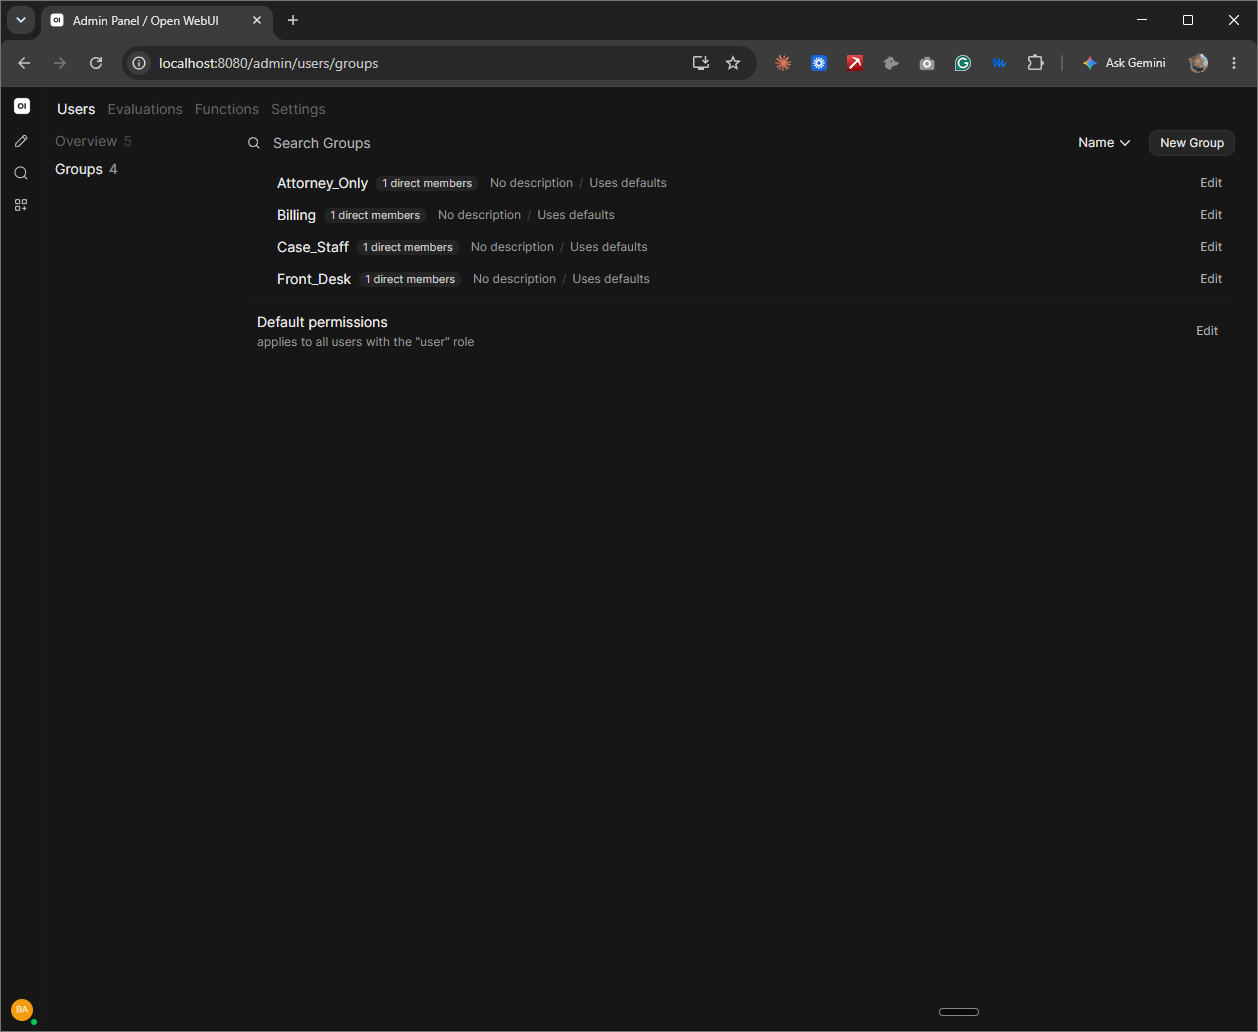 Admin Panel / Open WebUI
localhost:8080/admin/users/groups
Ask Gemini
OI
Users Evaluations Functions Settings
Overview 5
Groups 4
Search Groups
Name
New Group
Attorney_Only 1 direct members No description / Uses defaults Edit
Billing 1 direct members No description / Uses defaults Edit
Case_Staff 1 direct members No description / Uses defaults Edit
Front_Desk 1 direct members No description / Uses defaults Edit
Default permissions
applies to all users with the "user" role
Edit
BA